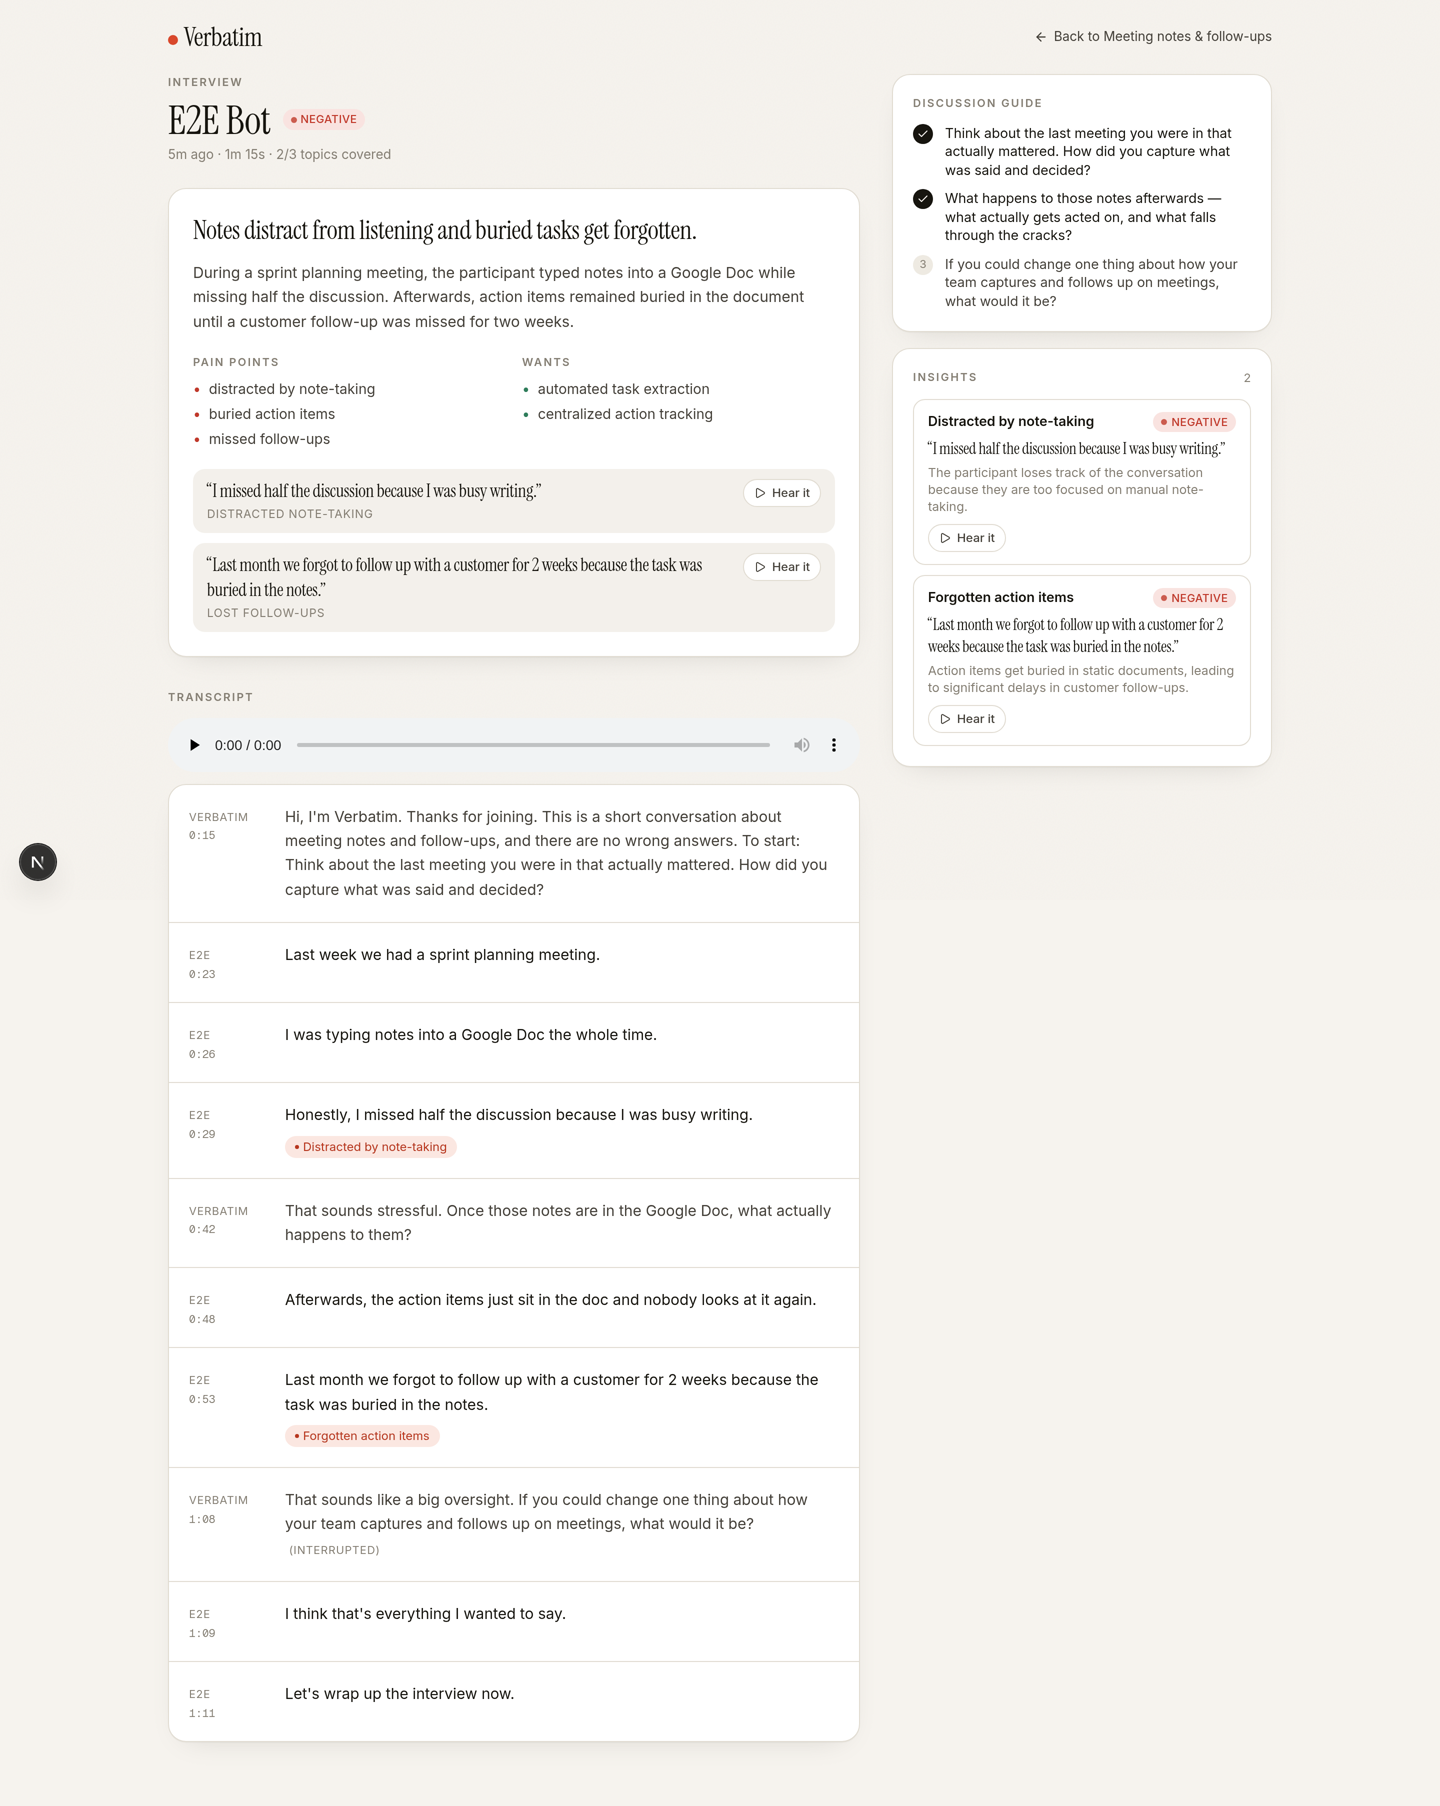 Verbatim
Back to Meeting notes & follow-ups
INTERVIEW
E2E Bot
NEGATIVE
5m ago · 1m 15s · 2/3 topics covered
Notes distract from listening and buried tasks get forgotten.
During a sprint planning meeting, the participant typed notes into a Google Doc while
missing half the discussion. Afterwards, action items remained buried in the document
until a customer follow-up was missed for two weeks.
PAIN POINTS
• distracted by note-taking
• buried action items
• missed follow-ups
WANTS
• automated task extraction
• centralized action tracking
“I missed half the discussion because I was busy writing.”
DISTRACTED NOTE-TAKING
Hear it
“Last month we forgot to follow up with a customer for 2 weeks because the task was
buried in the notes.”
LOST FOLLOW-UPS
Hear it
TRANSCRIPT
0:00 / 0:00
VERBATIM
0:15
Hi, I'm Verbatim. Thanks for joining. This is a short conversation about
meeting notes and follow-ups, and there are no wrong answers. To start:
Think about the last meeting you were in that actually mattered. How did you
capture what was said and decided?
E2E
0:23
Last week we had a sprint planning meeting.
E2E
0:26
I was typing notes into a Google Doc the whole time.
E2E
0:29
Honestly, I missed half the discussion because I was busy writing.
• Distracted by note-taking
VERBATIM
0:42
That sounds stressful. Once those notes are in the Google Doc, what actually
happens to them?
E2E
0:48
Afterwards, the action items just sit in the doc and nobody looks at it again.
E2E
0:53
Last month we forgot to follow up with a customer for 2 weeks because the
task was buried in the notes.
• Forgotten action items
VERBATIM
1:08
That sounds like a big oversight. If you could change one thing about how
your team captures and follows up on meetings, what would it be?
(INTERRUPTED)
E2E
1:09
I think that's everything I wanted to say.
E2E
1:11
Let's wrap up the interview now.
DISCUSSION GUIDE
Think about the last meeting you were in that
actually mattered. How did you capture what
was said and decided?
What happens to those notes afterwards —
what actually gets acted on, and what falls
through the cracks?
3
If you could change one thing about how your
team captures and follows up on meetings,
what would it be?
INSIGHTS
2
Distracted by note-taking
NEGATIVE
“I missed half the discussion because I was busy writing.”
The participant loses track of the conversation
because they are too focused on manual note-
taking.
Hear it
Forgotten action items
NEGATIVE
“Last month we forgot to follow up with a customer for 2
weeks because the task was buried in the notes.”
Action items get buried in static documents, leading
to significant delays in customer follow-ups.
Hear it
N